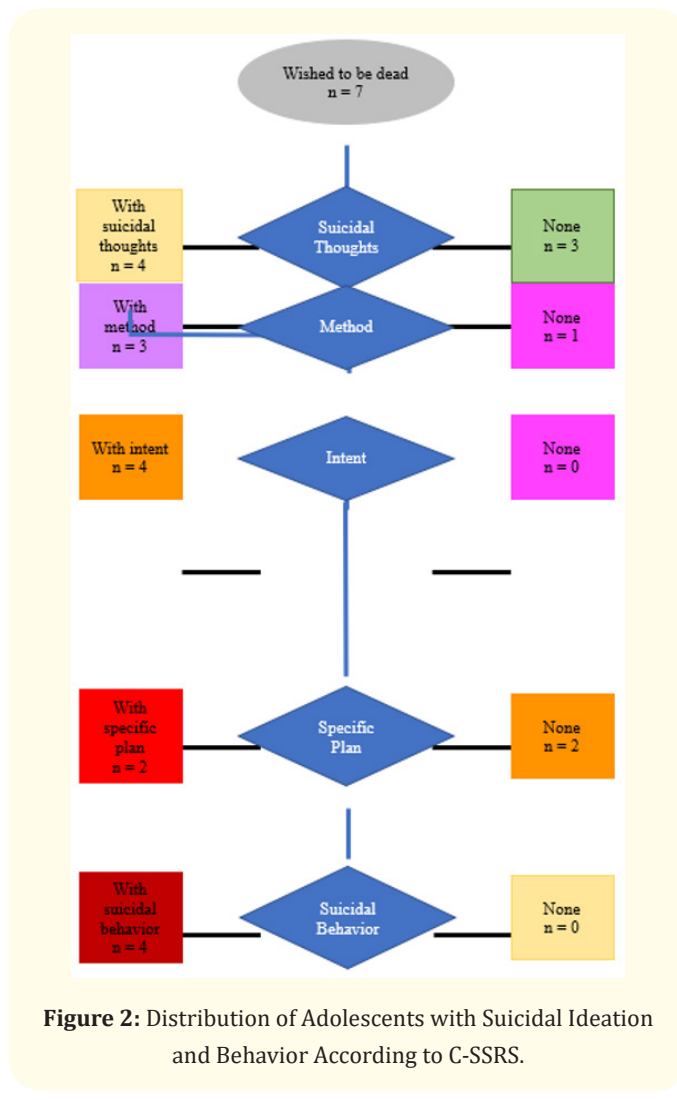 Wished to be dead
n = 7
With
suicidal
thoughts
n = 4
Suicidal
Thoughts
None
n = 3
With
method
n = 3
Method
None
n = 1
With intent
n = 4
Intent
None
n = 0
With
specific
plan
n = 2
Specific
Plan
None
n = 2
With
suicidal
behavior
n = 4
Suicidal
Behavior
None
n = 0
Figure 2: Distribution of Adolescents with Suicidal Ideation
and Behavior According to C-SSRS.